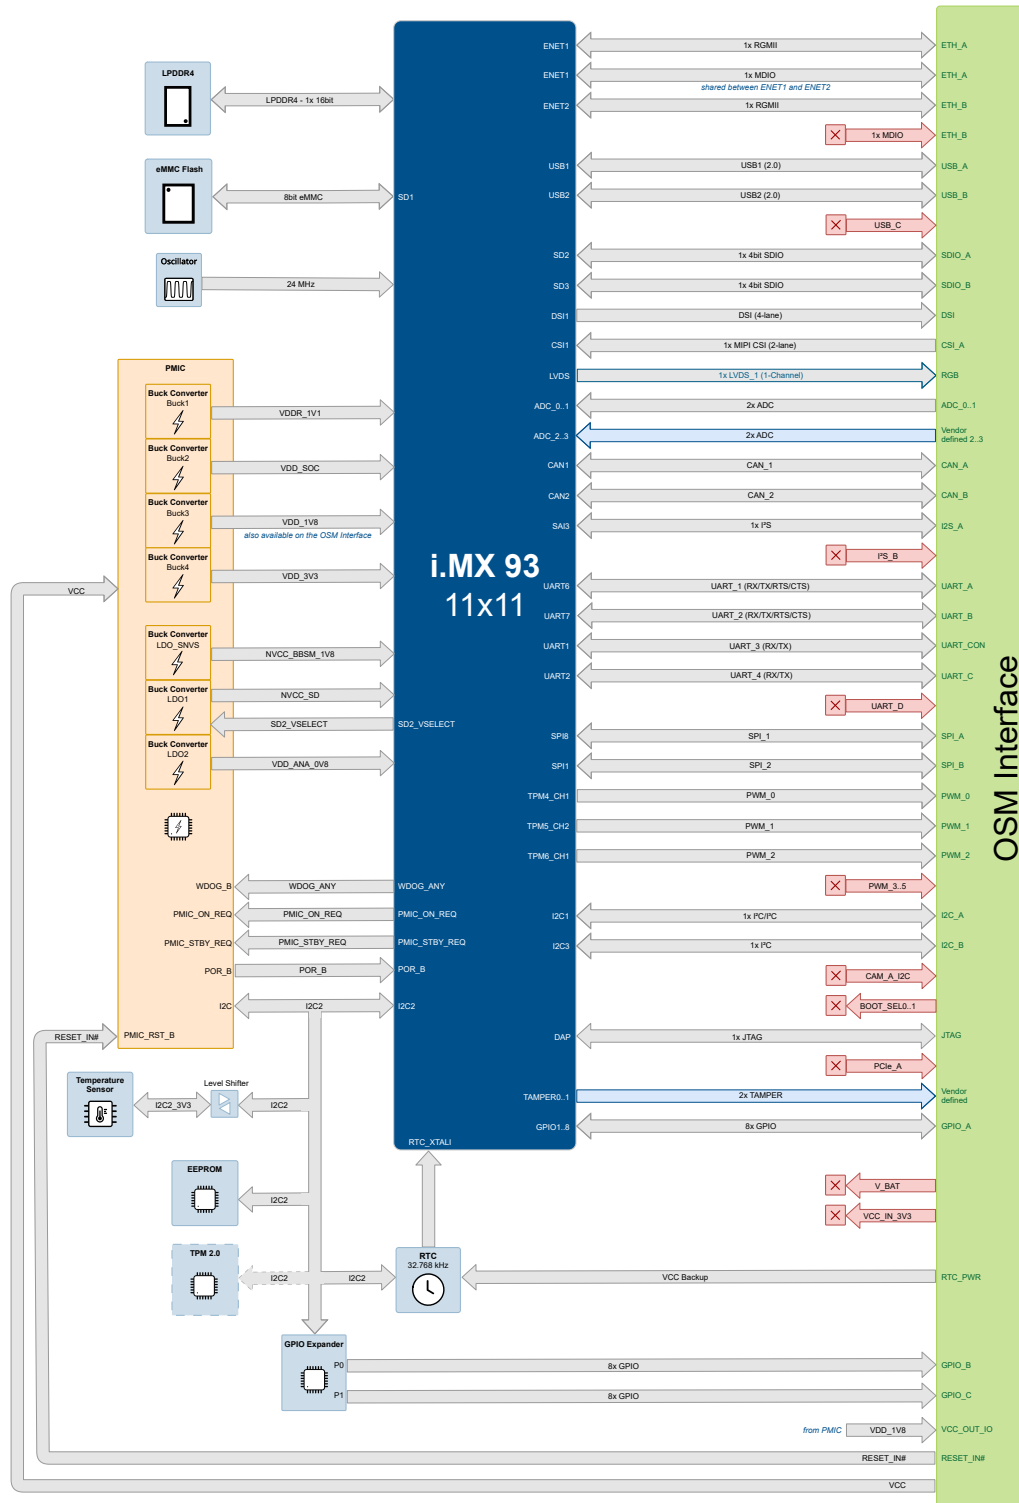 ENET1
1x RGMII
ETH_A
LPDDR4
ENET1
1x MDIO
ETH_A
shared between ENET1 and ENET2
LPDDR4 - 1x 16bit
ENET2
1x RGMII
ETH_B
1x MDIO
ETH_B
eMMC Flash
USB1
USB1 (2.0)
USB_A
8bit eMMC
SD1
USB2
USB2 (2.0)
USB_B
USB_C
Oscillator
SD2
1x 4bit SDIO
SDIO_A
24 MHz
SD3
1x 4bit SDIO
SDIO_B
DSI1
DSI (4-lane)
DSI
CSI1
1x MIPI CSI (2-lane)
CSI_A
PMIC
LVDS
1x LVDS_1 (1-Channel)
RGB
Buck Converter
Buck1
VDDR_1V1
ADC_0..1
2x ADC
ADC_0..1
ADC_2..3
2x ADC
Vendor
defined 2..3
Buck Converter
Buck2
VDD_SOC
CAN1
CAN_1
CAN_A
CAN2
CAN_2
CAN_B
Buck Converter
Buck3
VDD_1V8
also available on the OSM Interface
SAI3
1x I²S
I2S_A
I²S_B
Buck Converter
Buck4
VDD_3V3
i.MX 93
11x11
VCC
UART6
UART_1 (RX/TX/RTS/CTS)
UART_A
UART7
UART_2 (RX/TX/RTS/CTS)
UART_B
Buck Converter
LDO_SNVS
NVCC_BBSM_1V8
UART1
UART_3 (RX/TX)
UART_CON
UART2
UART_4 (RX/TX)
UART_C
Buck Converter
LDO1
NVCC_SD
UART_D
SD2_VSELECT
SD2_VSELECT
SPI8
SPI_1
SPI_A
Buck Converter
LDO2
VDD_ANA_0V8
SPI1
SPI_2
SPI_B
OSM Interface
TPM4_CH1
PWM_0
PWM_0
TPM5_CH2
PWM_1
PWM_1
TPM6_CH1
PWM_2
PWM_2
WDOG_B
WDOG_ANY
WDOG_ANY
PWM_3..5
PMIC_ON_REQ
PMIC_ON_REQ
PMIC_ON_REQ
I2C1
1x I²C/I³C
I2C_A
PMIC_STBY_REQ
PMIC_STBY_REQ
PMIC_STBY_REQ
I2C3
1x I²C
I2C_B
POR_B
POR_B
POR_B
CAM_A_I2C
I2C
I2C2
I2C2
BOOT_SEL0..1
RESET_IN#
PMIC_RST_B
DAP
1x JTAG
JTAG
PCIe_A
Temperature
Sensor
Level Shifter
I2C2_3V3
I2C2
TAMPER0..1
2x TAMPER
Vendor
defined
GPIO1..8
8x GPIO
GPIO_A
RTC_XTALI
EEPROM
I2C2
V_BAT
VCC_IN_3V3
TPM 2.0
I2C2
I2C2
RTC
32.768 kHz
VCC Backup
RTC_PWR
GPIO Expander
P0
8x GPIO
GPIO_B
P1
8x GPIO
GPIO_C
from PMIC
VDD_1V8
VCC_OUT_IO
RESET_IN#
RESET_IN#
VCC